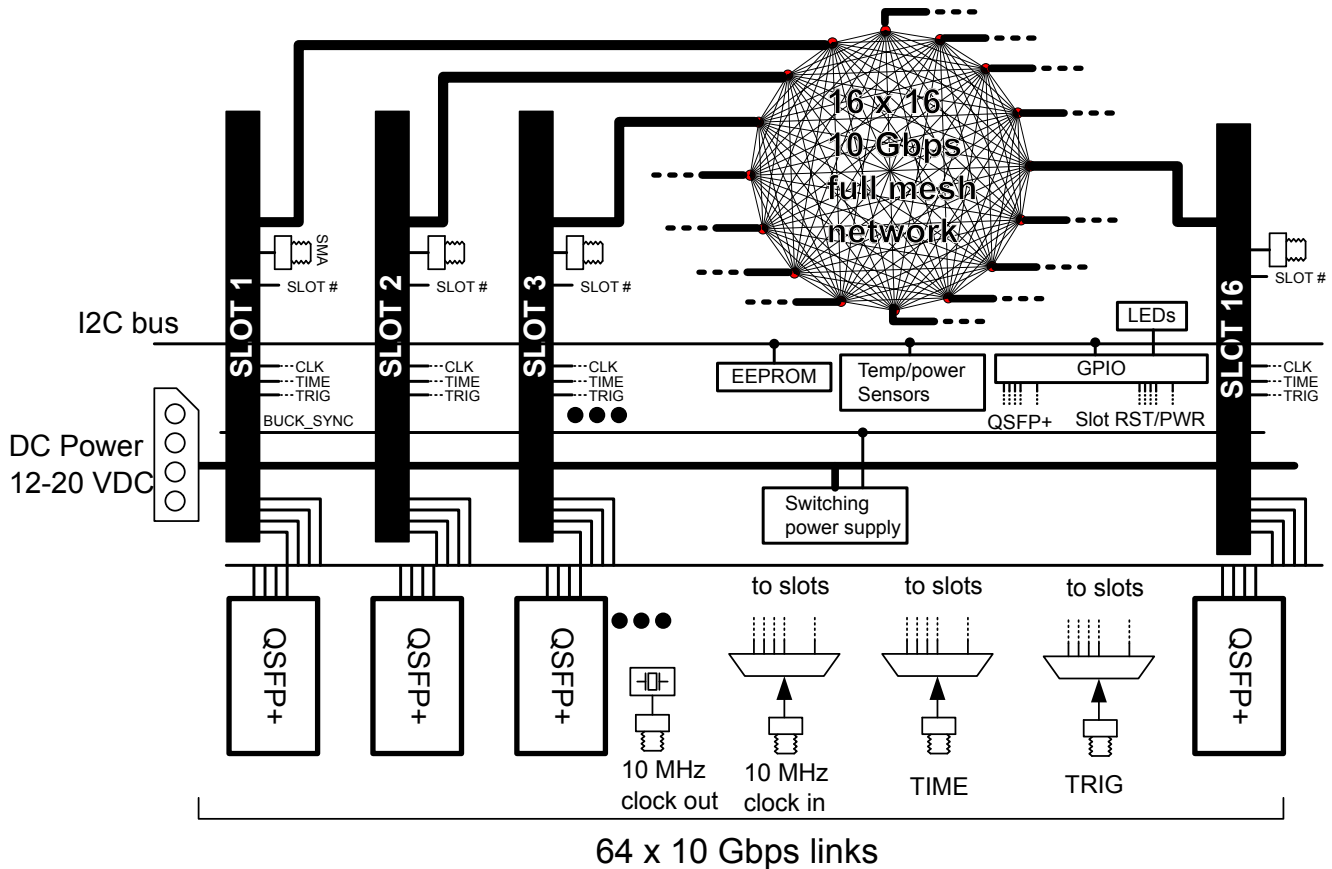 16 x 16
10 Gbps
full mesh
network
SLOT 1
SLOT 2
SLOT 3
SLOT 16
SMA
SLOT #
SLOT #
SLOT #
SLOT #
I2C bus
LEDs
EEPROM
Temp/power
Sensors
GPIO
QSFP+
Slot RST/PWR
CLK
TIME
TRIG
CLK
TIME
TRIG
CLK
TIME
TRIG
CLK
TIME
TRIG
BUCK_SYNC
DC Power
12-20 VDC
Switching
power supply
to slots
to slots
to slots
QSFP+
QSFP+
QSFP+
QSFP+
10 MHz
clock out
10 MHz
clock in
TIME
TRIG
64 x 10 Gbps links